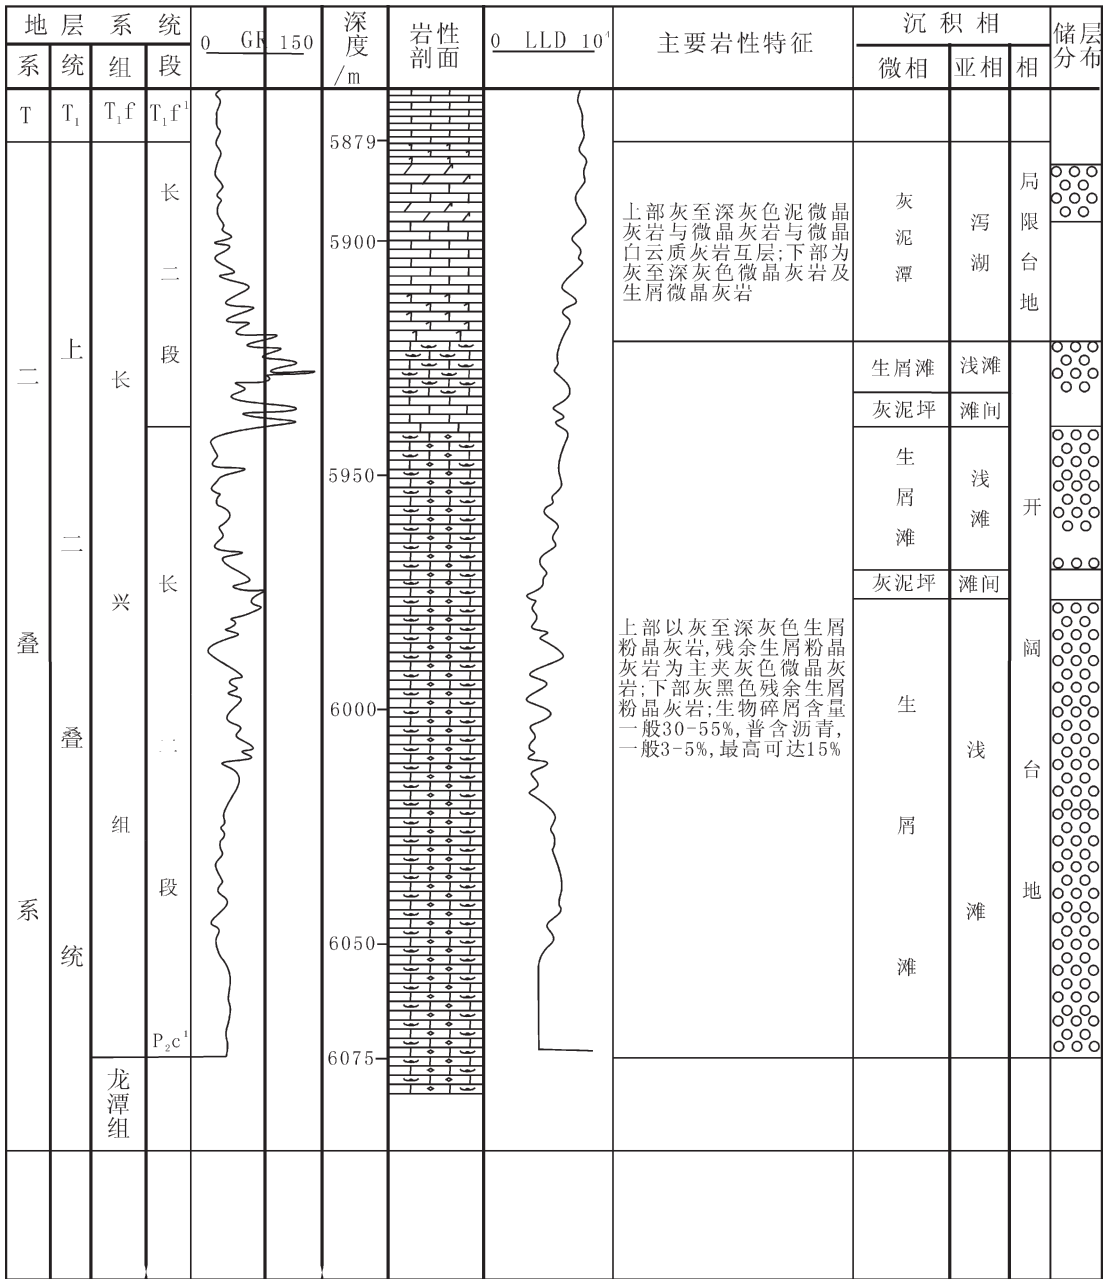 地层系统
系 统 组 段
0 GR 150
深度/m
岩性剖面
0 LLD 10⁴
主要岩性特征
沉积相
微相 亚相 相
储层分布
T T₁ T₁f T₁f¹
5879
5900
5950
6000
6050
6075
二叠系
上二叠统
长兴组
龙潭组
长二段
长二段
P₂c¹
上部灰至深灰色泥微晶
灰岩与微晶灰岩与微晶
白云质灰岩互层;下部为
灰至深灰色微晶灰岩及
生屑微晶灰岩
上部以灰至深灰色生屑
粉晶灰岩,残余生屑粉晶
灰岩为主夹灰色微晶灰
岩;下部灰黑色残余生屑
粉晶灰岩;生物碎屑含量
一般30-55%,普含沥青,
一般3-5%,最高可达15%
灰泥潭
泻湖
局限台地
生屑滩 浅滩
灰泥坪 滩间
生屑滩
浅滩
灰泥坪 滩间
生屑滩
浅滩
开阔台地